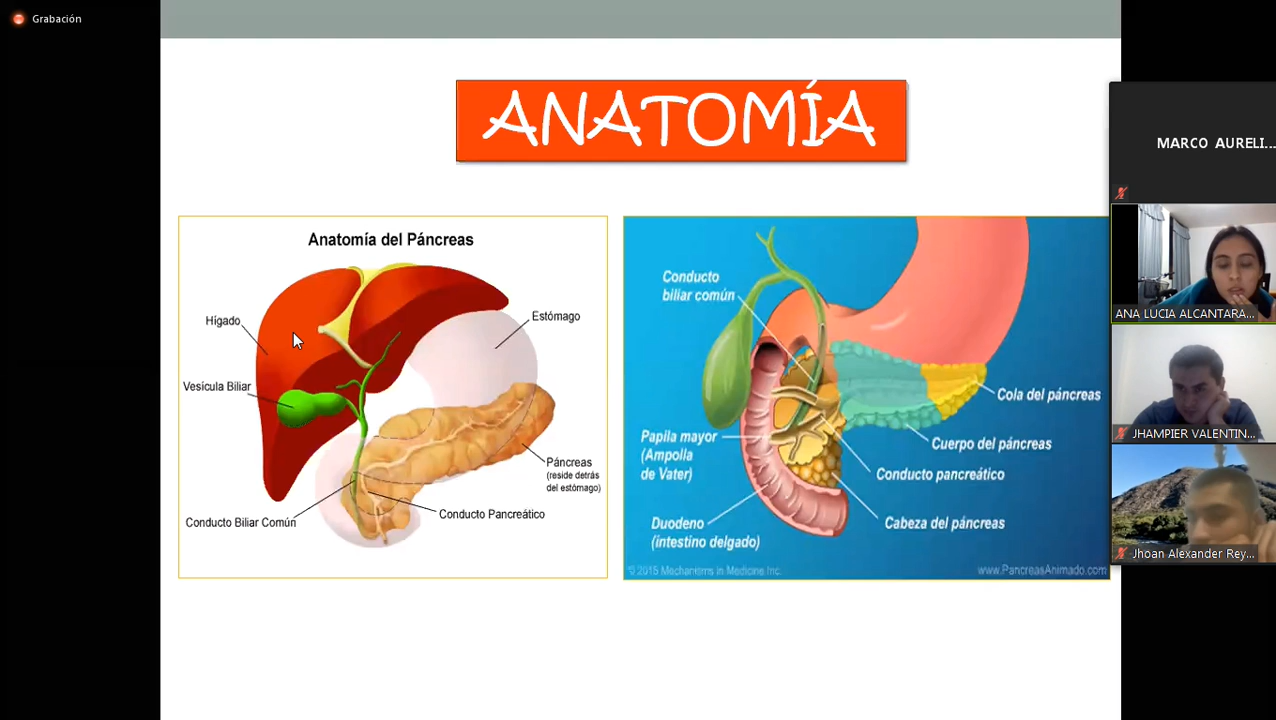 Grabación
ANATOMÍA
Anatomía del Páncreas
Hígado
Estómago
Vesícula Biliar
Páncreas
(reside detrás
del estómago)
Conducto Pancreático
Conducto Biliar Común
Conducto
biliar común
Cola del páncreas
Cuerpo del páncreas
Papila mayor
(Ampolla
de Vater)
Conducto pancreático
Cabeza del páncreas
Duodeno
(intestino delgado)
© 2015 Mechanisms in Medicine Inc.
www.PancreasAnimado.com
MARCO AURELI...
ANA LUCIA ALCANTARA...
JHAMPIER VALENTIN...
Jhoan Alexander Rey...